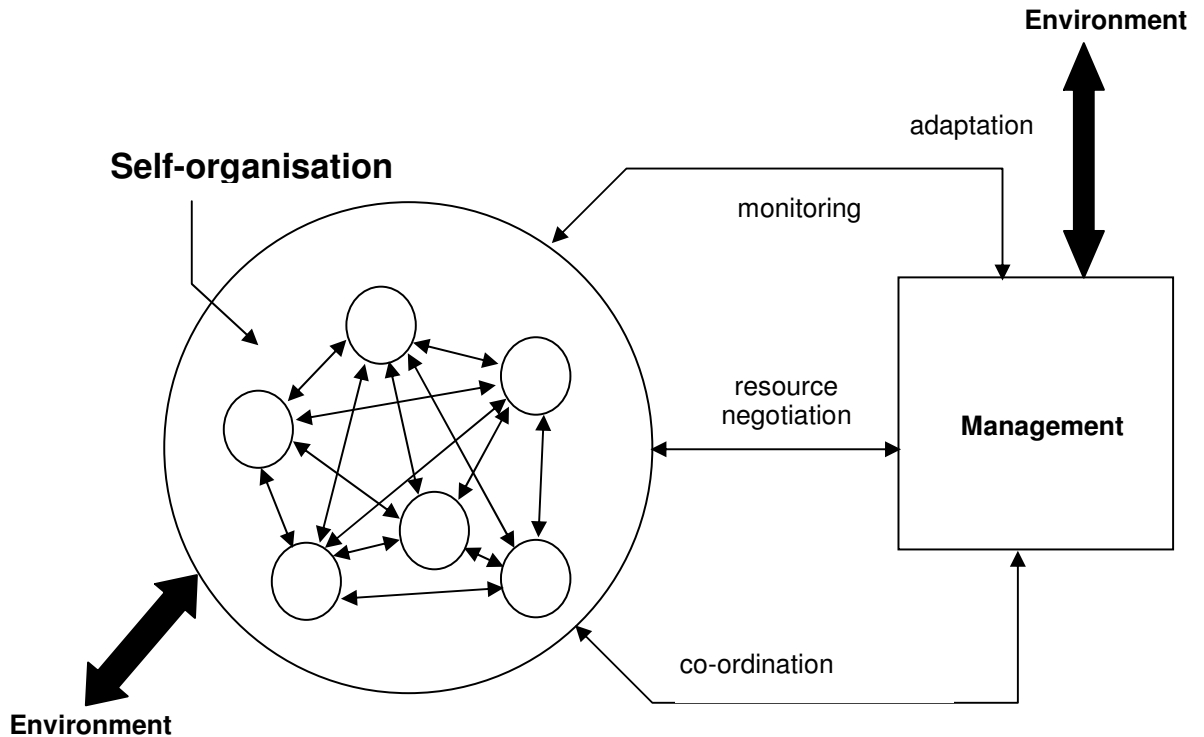 Environment
adaptation
Self-organisation
monitoring
resource
negotiation
Management
co-ordination
Environment